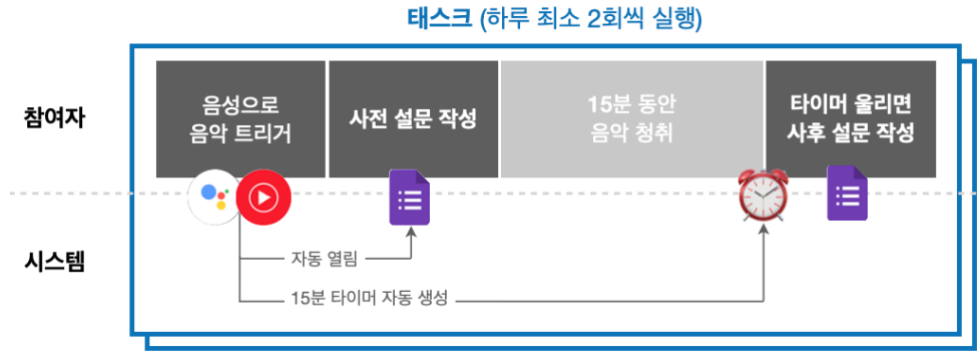 태스크 (하루 최소 2회씩 실행)
참여자
음성으로
음악 트리거
사전 설문 작성
15분 동안
음악 청취
타이머 울리면
사후 설문 작성
시스템
자동 열림
15분 타이머 자동 생성